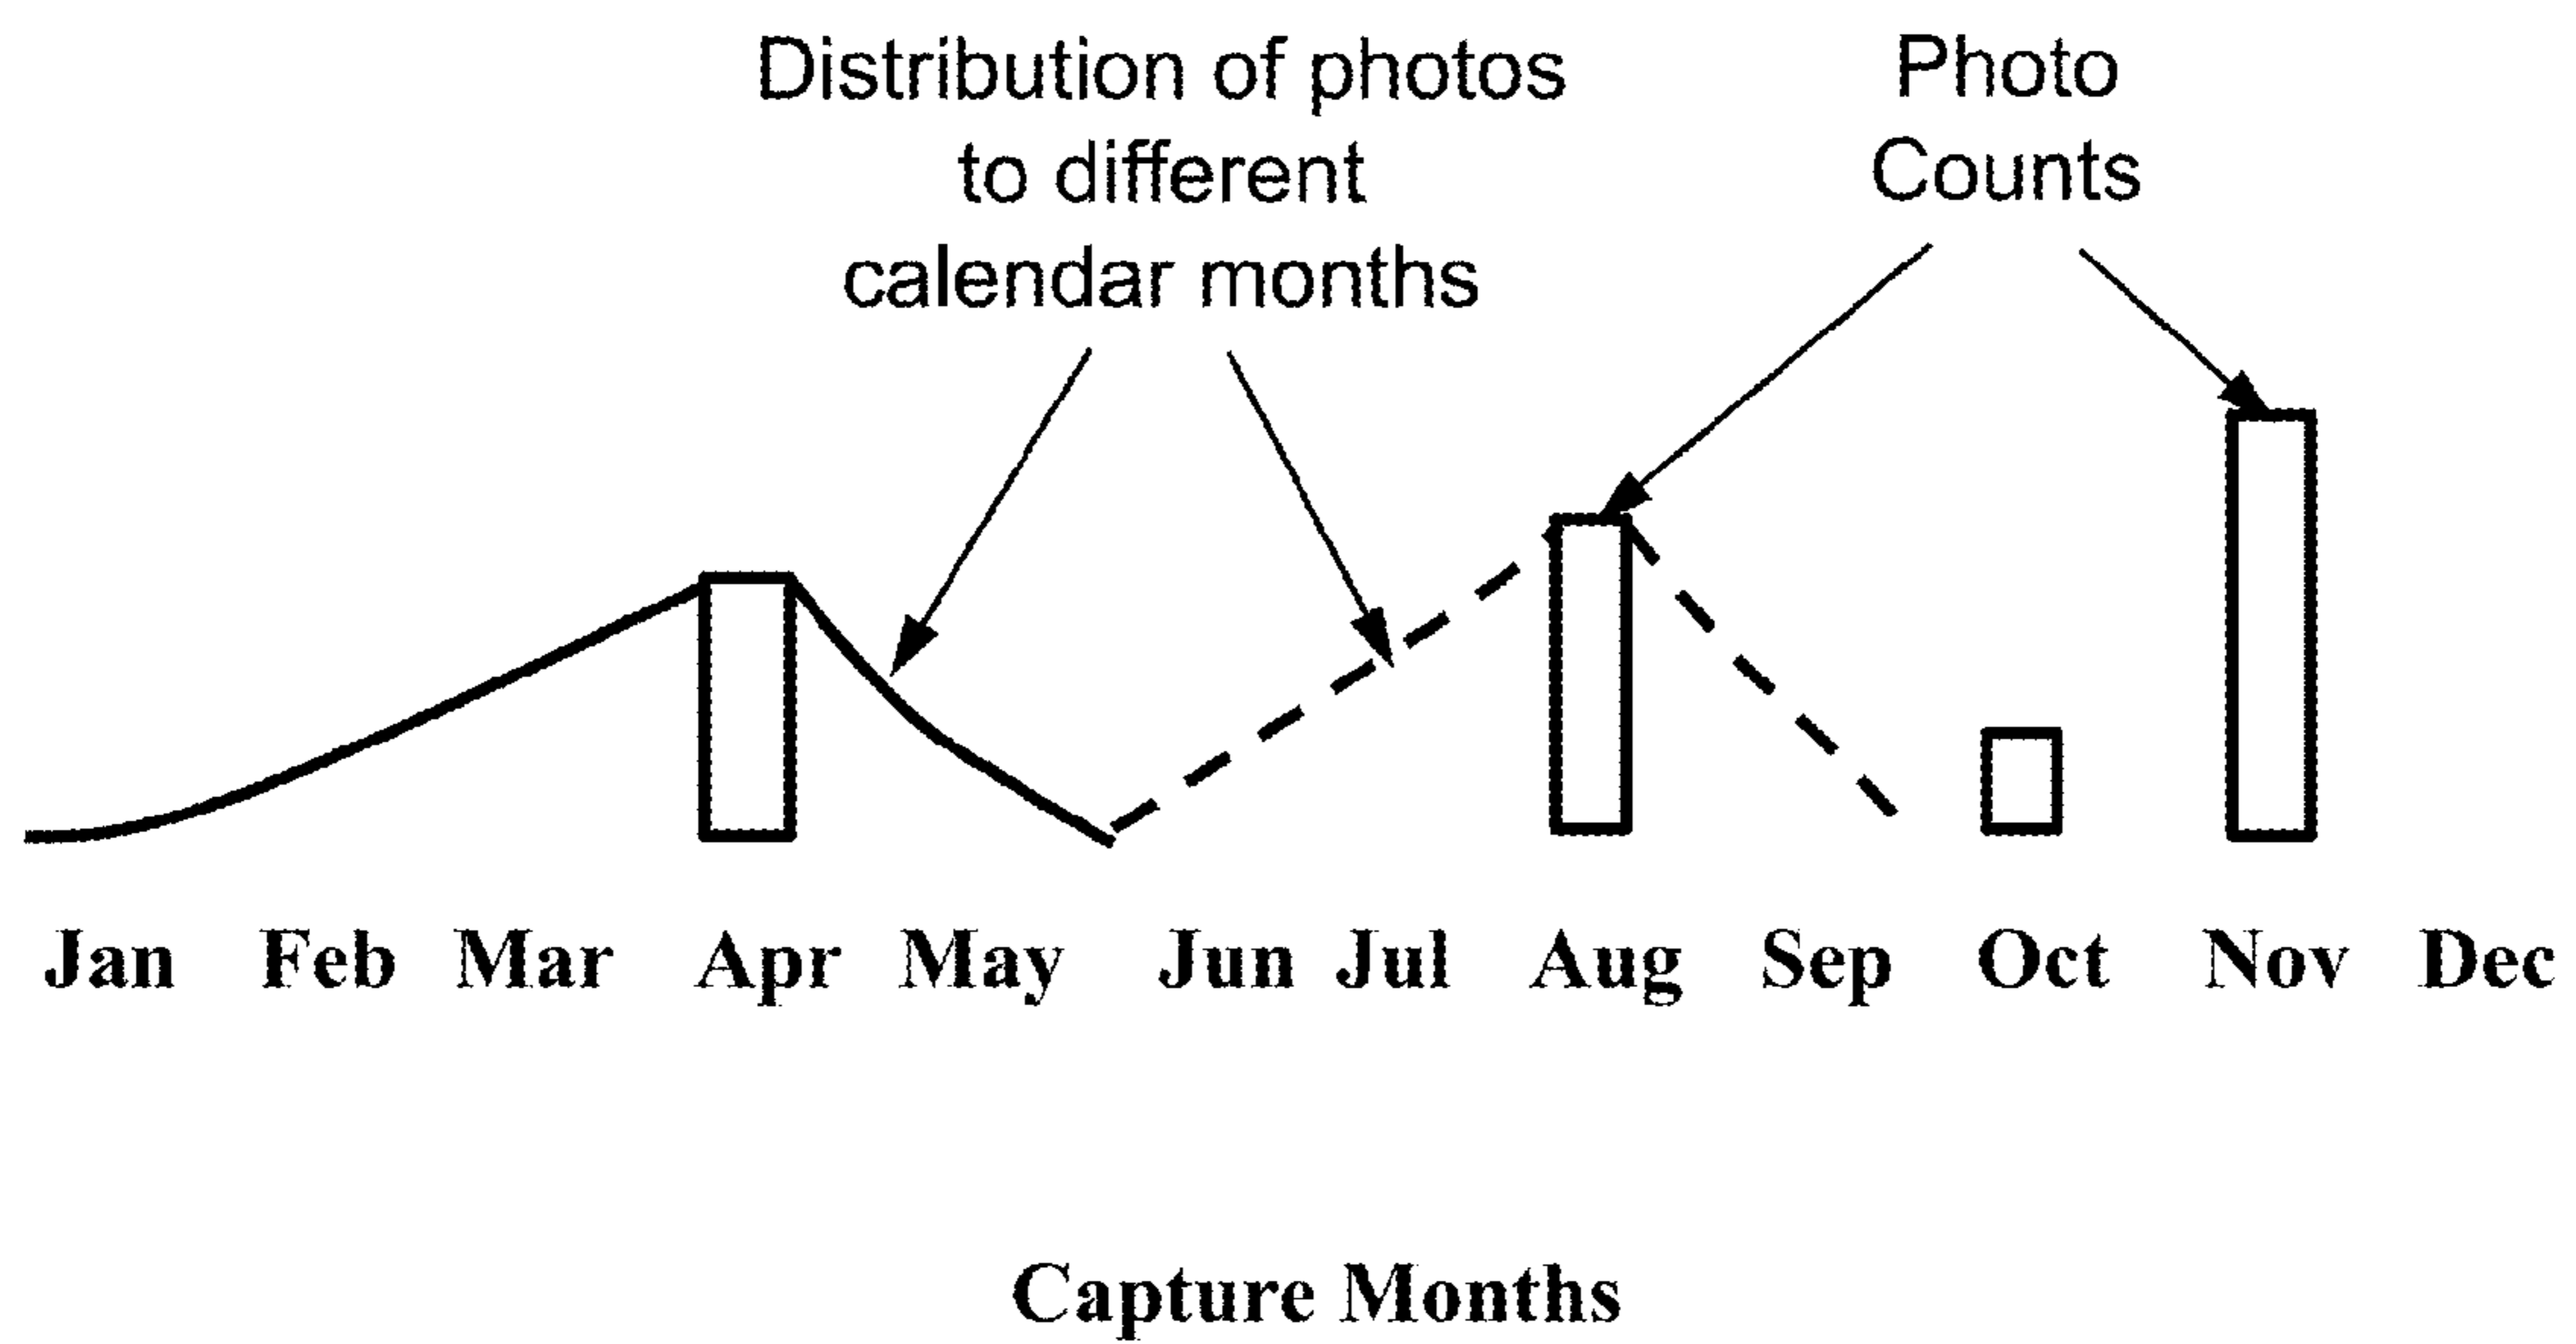 Distribution of photos
to different
calendar months
Photo
Counts
Jan Feb Mar Apr May Jun Jul Aug Sep Oct Nov Dec
Capture Months